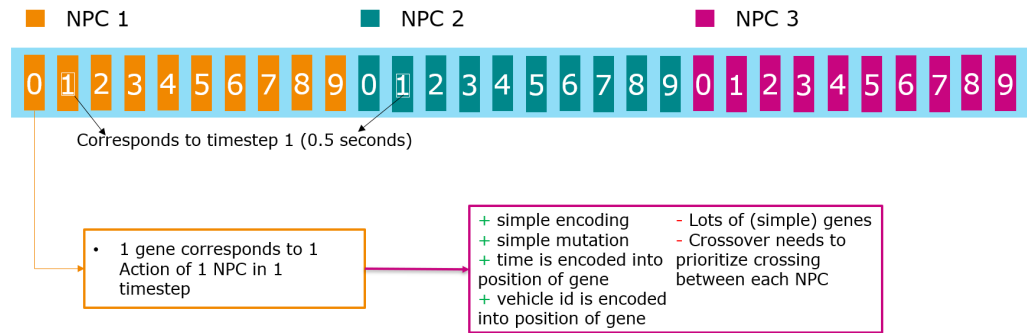 NPC 1 NPC 2 NPC 3
0 1 2 3 4 5 6 7 8 9 0 1 2 3 4 5 6 7 8 9 0 1 2 3 4 5 6 7 8 9
Corresponds to timestep 1 (0.5 seconds)
• 1 gene corresponds to 1
Action of 1 NPC in 1
timestep
+ simple encoding
+ simple mutation
+ time is encoded into
position of gene
+ vehicle id is encoded
into position of gene
- Lots of (simple) genes
- Crossover needs to
prioritize crossing
between each NPC